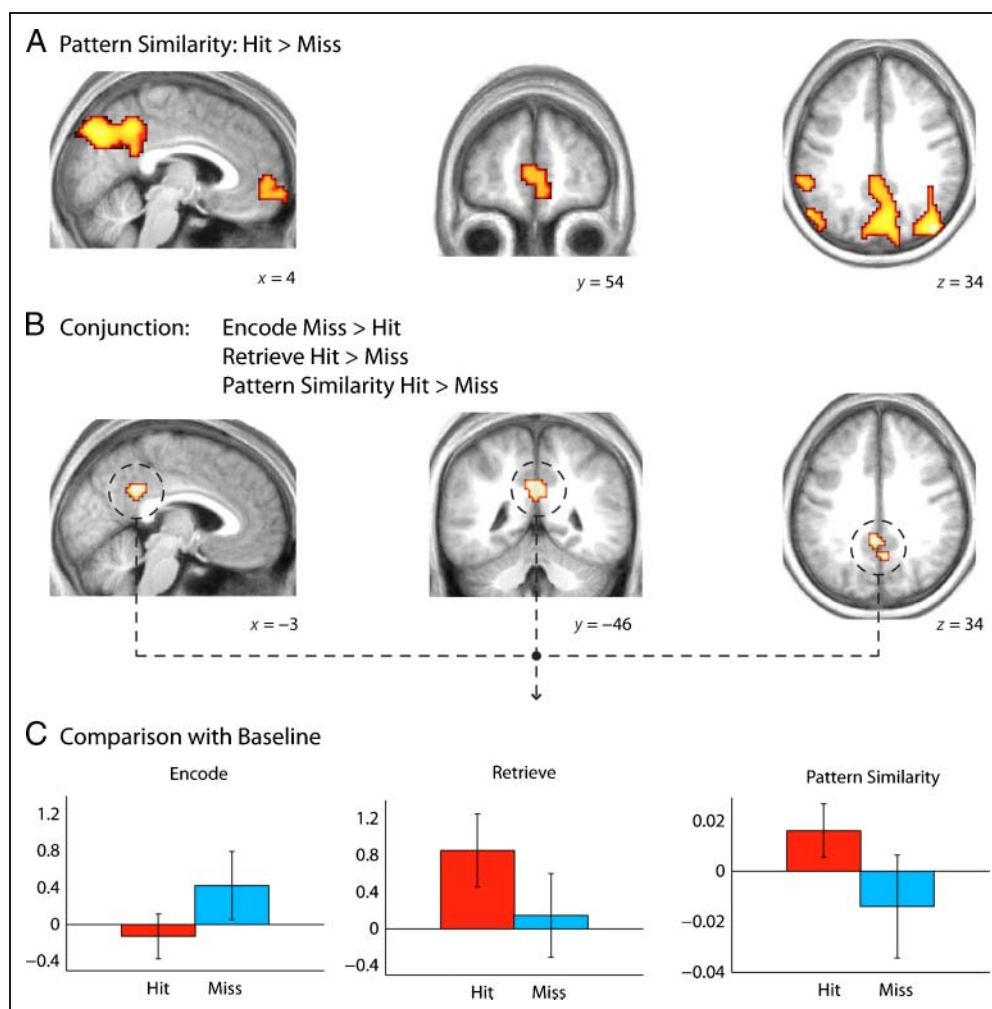 A Pattern Similarity: Hit > Miss
x = 4
y = 54
z = 34
B Conjunction: Encode Miss > Hit
Retrieve Hit > Miss
Pattern Similarity Hit > Miss
x = −3
y = −46
z = 34
C Comparison with Baseline
Encode
1.2
0.8
0.4
0
−0.4
Hit Miss
Retrieve
1.2
0.8
0.4
0
−0.4
Hit Miss
Pattern Similarity
0.02
0
−0.02
−0.04
Hit Miss